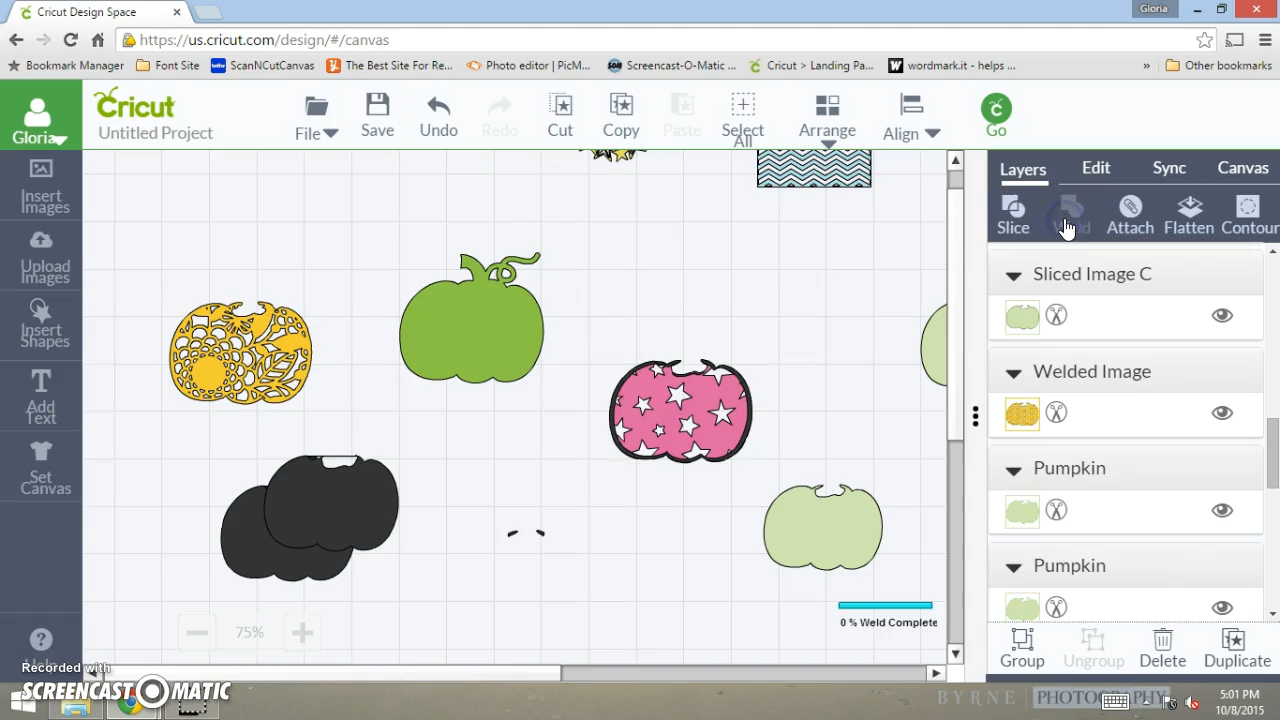 Cricut Design Space
Gloria
https://us.cricut.com/design/#/canvas
Bookmark Manager
Font Site
ScanNCutCanvas
The Best Site For Re...
Photo editor | PicM...
Screencast-O-Matic ...
Cricut > Landing Pa...
wordmark.it - helps ...
» Other bookmarks
Gloria
Cricut
Untitled Project
File
Save
Undo
Redo
Cut
Copy
Paste
Select All
Arrange
Align
Go
Insert Images
Upload Images
Insert Shapes
Add Text
Set Canvas
Help
Layers
Edit
Sync
Canvas
Slice
Weld
Attach
Flatten
Contour
Sliced Image C
Welded Image
Pumpkin
Pumpkin
75%
0 % Weld Complete
Group
Ungroup
Delete
Duplicate
Recorded with
SCREENCAST-O-MATIC
BYRNE PHOTOGRAPHY
5:01 PM
10/8/2015